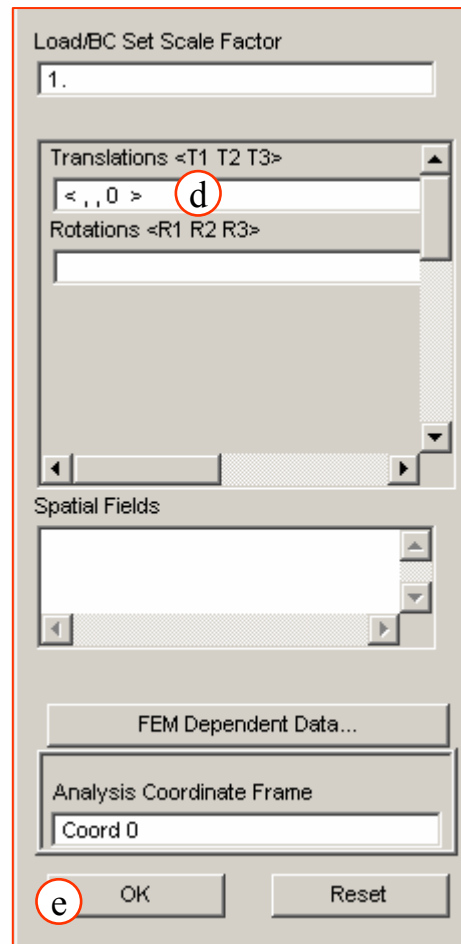 Load/BC Set Scale Factor
1.
Translations <T1 T2 T3>
< , , 0 > d
Rotations <R1 R2 R3>
Spatial Fields
FEM Dependent Data...
Analysis Coordinate Frame
Coord 0
e OK Reset